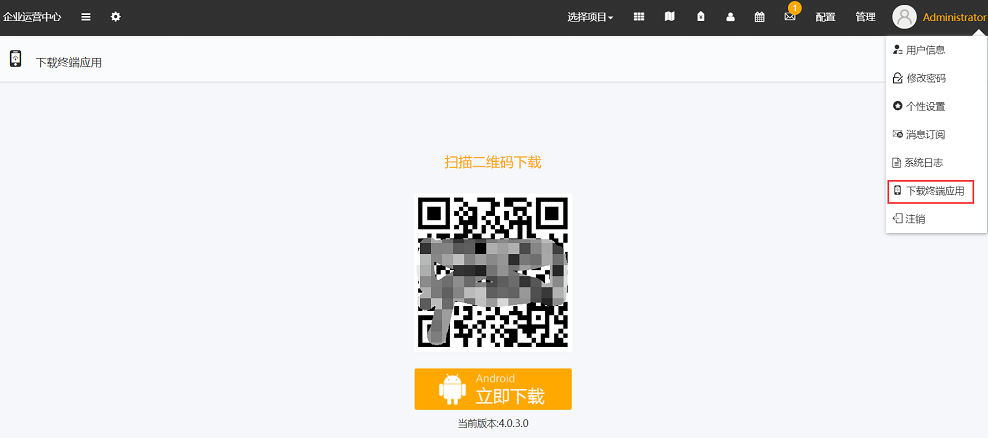 企业运营中心
选择项目
1
配置
管理
Administrator
下载终端应用
用户信息
修改密码
个性设置
消息订阅
系统日志
下载终端应用
注销
扫描二维码下载
Android
立即下载
当前版本:4.0.3.0